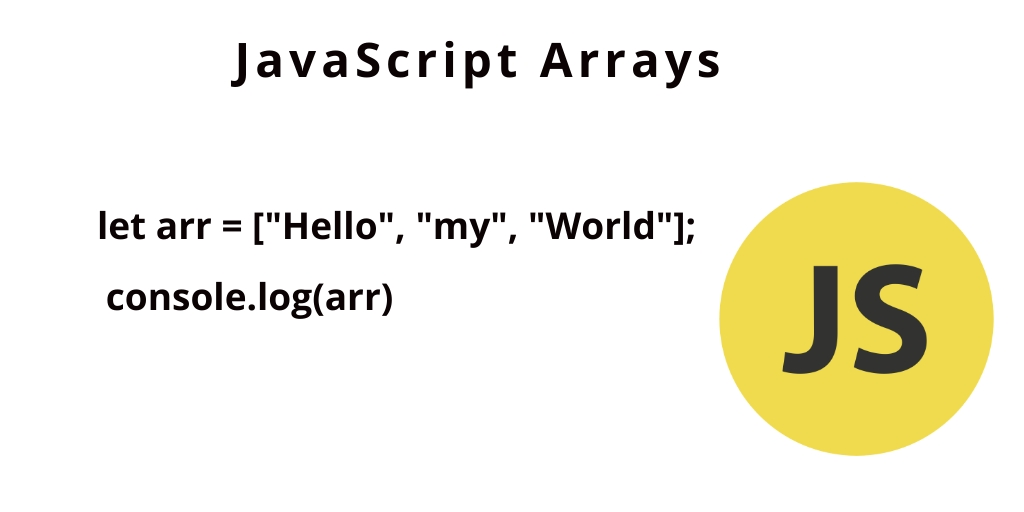 JavaScript Arrays
let arr = ["Hello", "my", "World"];
console.log(arr)
JS